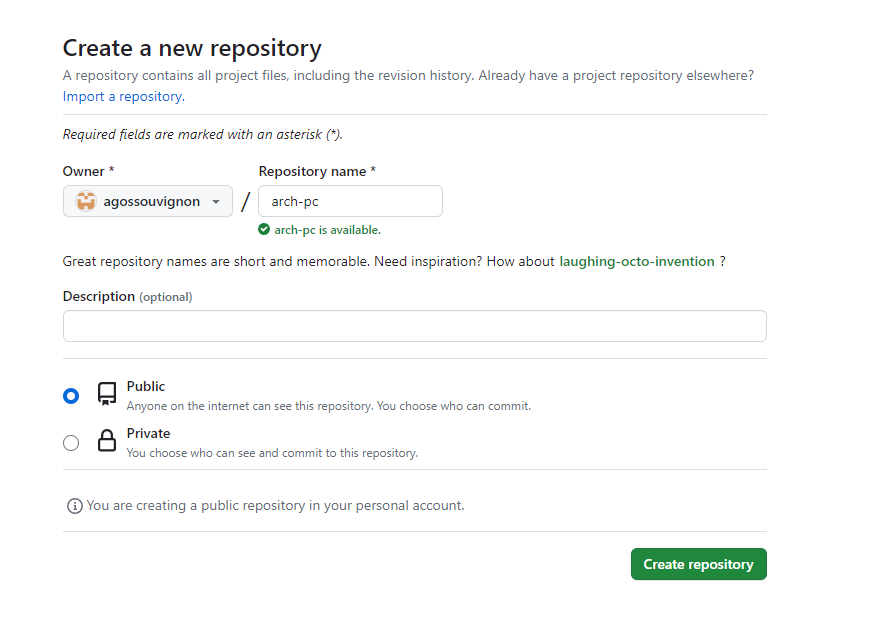 Create a new repository
A repository contains all project files, including the revision history. Already have a project repository elsewhere?
Import a repository.
Required fields are marked with an asterisk (*).
Owner *
Repository name *
agossouvignon
/
arch-pc
arch-pc is available.
Great repository names are short and memorable. Need inspiration? How about laughing-octo-invention ?
Description (optional)
Public
Anyone on the internet can see this repository. You choose who can commit.
Private
You choose who can see and commit to this repository.
You are creating a public repository in your personal account.
Create repository